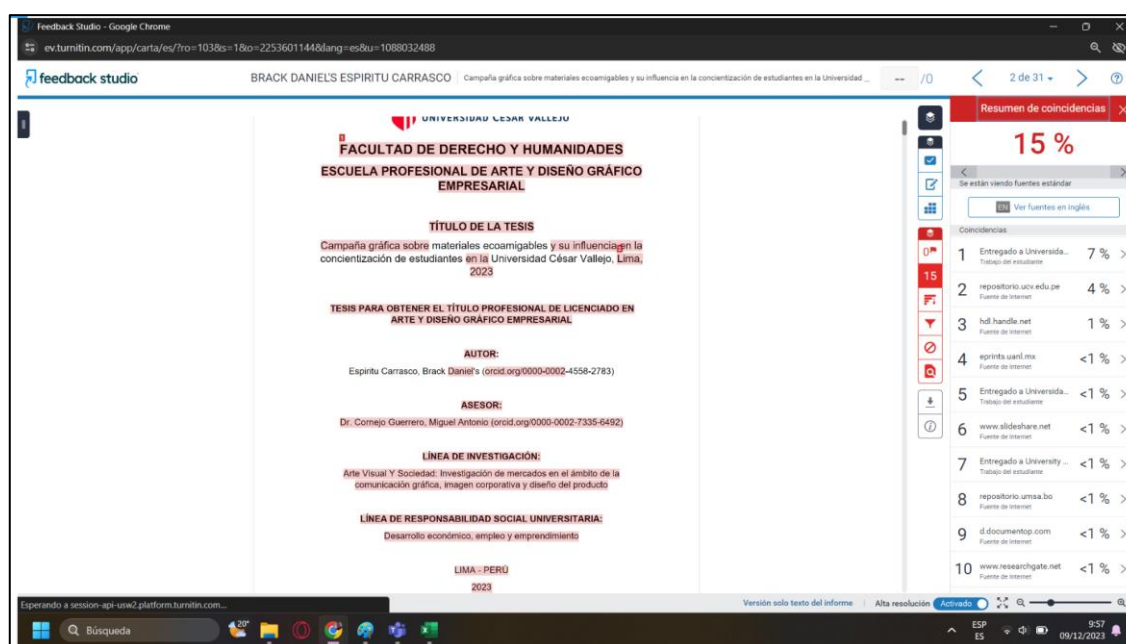 Feedback Studio - Google Chrome
ev.turnitin.com/app/carta/es/?ro=103&s=1&o=2253601144&lang=es&u=1088032488
feedback studio
BRACK DANIEL'S ESPIRITU CARRASCO
Campaña gráfica sobre materiales ecoamigables y su influencia en la concientización de estudiantes en la Universidad ...
-- /0
2 de 31
UNIVERSIDAD CÉSAR VALLEJO
1
FACULTAD DE DERECHO Y HUMANIDADES
ESCUELA PROFESIONAL DE ARTE Y DISEÑO GRÁFICO
EMPRESARIAL
TÍTULO DE LA TESIS
Campaña gráfica sobre materiales ecoamigables y su influencia en la
concientización de estudiantes en la Universidad César Vallejo, Lima,
2023
TESIS PARA OBTENER EL TÍTULO PROFESIONAL DE LICENCIADO EN
ARTE Y DISEÑO GRÁFICO EMPRESARIAL
AUTOR:
Espiritu Carrasco, Brack Daniel's (orcid.org/0000-0002-4558-2783)
ASESOR:
Dr. Cornejo Guerrero, Miguel Antonio (orcid.org/0000-0002-7335-6492)
LÍNEA DE INVESTIGACIÓN:
Arte Visual Y Sociedad: Investigación de mercados en el ámbito de la
comunicación gráfica, imagen corporativa y diseño del producto
LÍNEA DE RESPONSABILIDAD SOCIAL UNIVERSITARIA:
Desarrollo económico, empleo y emprendimiento
LIMA - PERÚ
2023
0
15
Resumen de coincidencias
15 %
Se están viendo fuentes estándar
EN Ver fuentes en inglés
Coincidencias
1 Entregado a Universida... 7 %
Trabajo del estudiante
2 repositorio.ucv.edu.pe 4 %
Fuente de Internet
3 hdl.handle.net 1 %
Fuente de Internet
4 eprints.uanl.mx <1 %
Fuente de Internet
5 Entregado a Universida... <1 %
Trabajo del estudiante
6 www.slideshare.net <1 %
Fuente de Internet
7 Entregado a University ... <1 %
Trabajo del estudiante
8 repositorio.umsa.bo <1 %
Fuente de Internet
9 d.documentop.com <1 %
Fuente de Internet
10 www.researchgate.net <1 %
Fuente de Internet
Esperando a session-api-usw2.platform.turnitin.com...
Versión solo texto del informe
Alta resolución
Activado
Búsqueda
20°
ESP
ES
9:57
09/12/2023